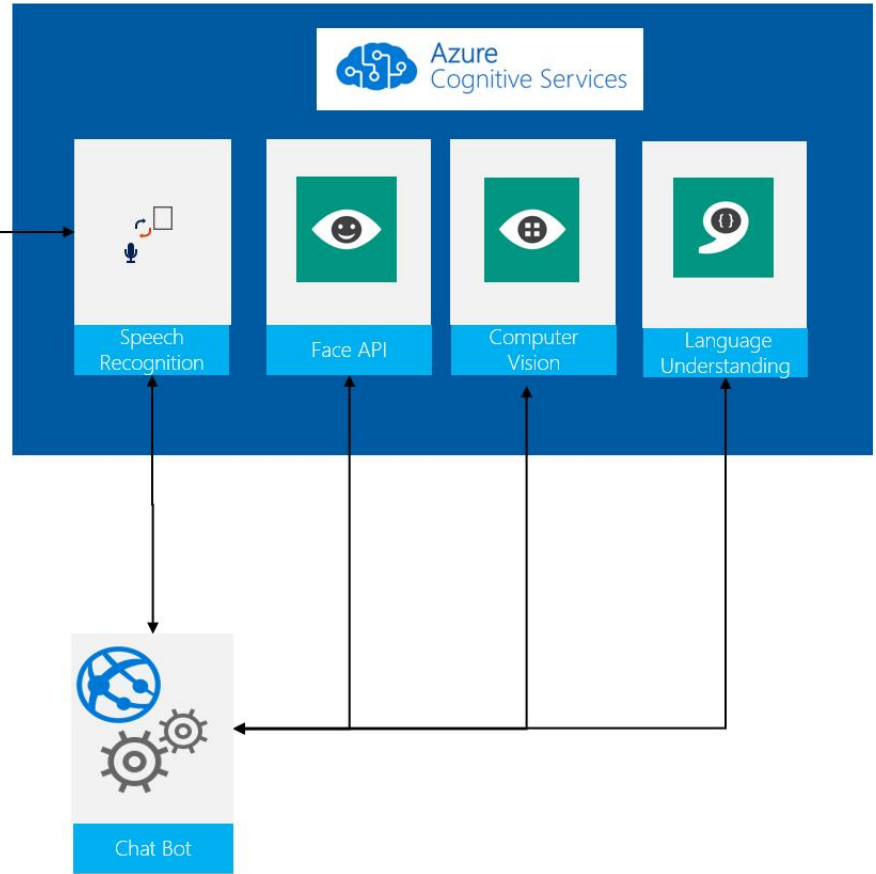 Azure
Cognitive Services
Speech
Recognition
Face API
Computer
Vision
Language
Understanding
Chat Bot